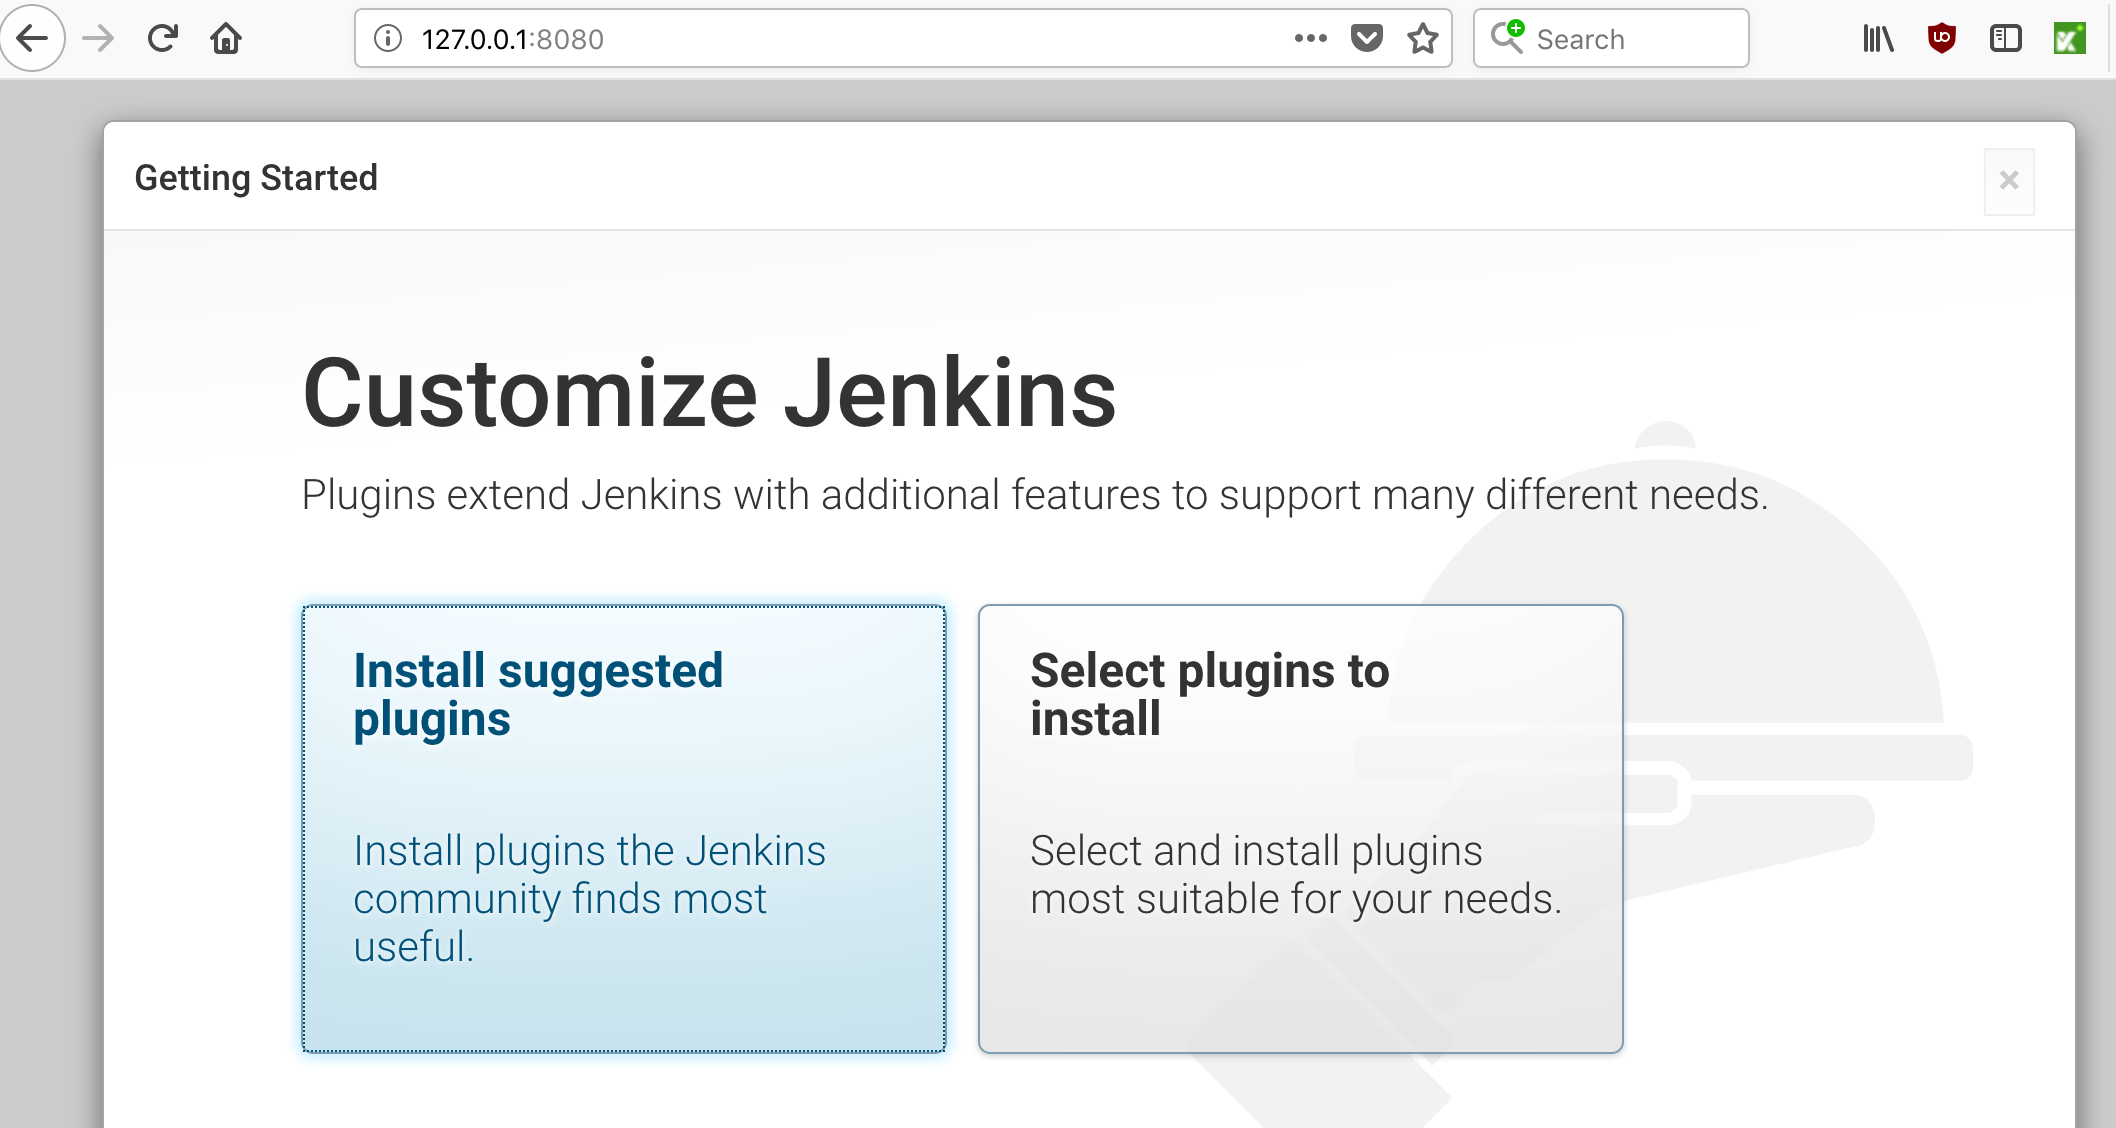 127.0.0.1:8080
Search
Getting Started
Customize Jenkins
Plugins extend Jenkins with additional features to support many different needs.
Install suggested
plugins
Install plugins the Jenkins
community finds most
useful.
Select plugins to
install
Select and install plugins
most suitable for your needs.